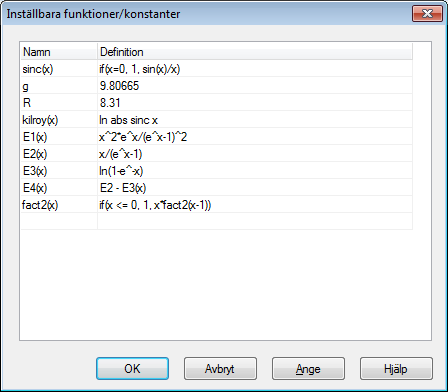 Inställbara funktioner/konstanter
Namn Definition
sinc(x) if(x=0, 1, sin(x)/x)
g 9.80665
R 8.31
kilroy(x) ln abs sinc x
E1(x) x^2*e^x/(e^x-1)^2
E2(x) x/(e^x-1)
E3(x) ln(1-e^-x)
E4(x) E2 - E3(x)
fact2(x) if(x <= 0, 1, x*fact2(x-1))
OK Avbryt Ange Hjälp